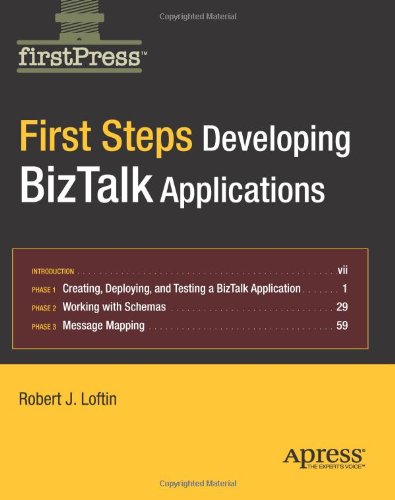 firstPress™
First Steps Developing
BizTalk Applications
INTRODUCTION . . . . . . . . . . . . . . . . . . . . . . . . . . . . . . . . . . . . . . . . . . . . . vii
PHASE 1 Creating, Deploying, and Testing a BizTalk Application . . . . . . . 1
PHASE 2 Working with Schemas . . . . . . . . . . . . . . . . . . . . . . . . . . . 29
PHASE 3 Message Mapping . . . . . . . . . . . . . . . . . . . . . . . . . . . . . . 59
Robert J. Loftin
Apress®
THE EXPERT'S VOICE™
Copyrighted Material